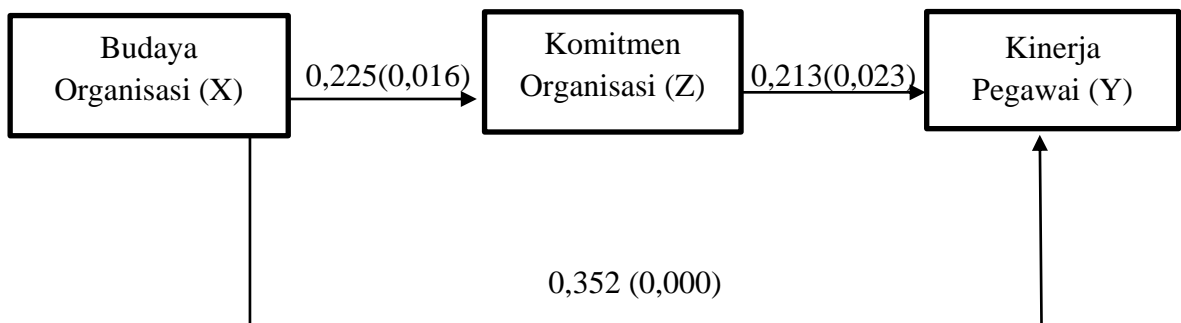 Budaya
Organisasi (X)
0,225(0,016)
Komitmen
Organisasi (Z)
0,213(0,023)
Kinerja
Pegawai (Y)
0,352 (0,000)